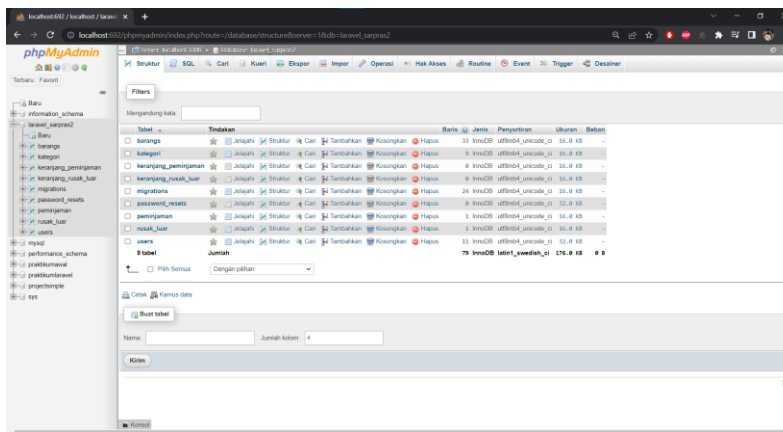 localhost:692 / localhost / laravel
localhost:692/phpmyadmin/index.php?route=/database/structure&server=1&db=laravel_sarpras2
phpMyAdmin
Terbaru Favorit
Baru
information_schema
laravel_sarpras2
Baru
barangs
kategori
keranjang_peminjaman
keranjang_rusak_luar
migrations
password_resets
peminjaman
rusak_luar
users
mysql
performance_schema
praktikumawal
praktikumlaravel
projectsimple
sys
Server: localhost:3306 » Database: laravel_sarpras2
Struktur SQL Cari Kueri Ekspor Impor Operasi Hak Akses Routine Event Trigger Desainer
Filters
Mengandung kata:
Tabel Tindakan Baris Jenis Penyortiran Ukuran Beban
barangs Jelajahi Struktur Cari Tambahkan Kosongkan Hapus 33 InnoDB utf8mb4_unicode_ci 16.0 KB -
kategori Jelajahi Struktur Cari Tambahkan Kosongkan Hapus 9 InnoDB utf8mb4_unicode_ci 16.0 KB -
keranjang_peminjaman Jelajahi Struktur Cari Tambahkan Kosongkan Hapus 0 InnoDB utf8mb4_unicode_ci 16.0 KB -
keranjang_rusak_luar Jelajahi Struktur Cari Tambahkan Kosongkan Hapus 0 InnoDB utf8mb4_unicode_ci 16.0 KB -
migrations Jelajahi Struktur Cari Tambahkan Kosongkan Hapus 24 InnoDB utf8mb4_unicode_ci 16.0 KB -
password_resets Jelajahi Struktur Cari Tambahkan Kosongkan Hapus 0 InnoDB utf8mb4_unicode_ci 32.0 KB -
peminjaman Jelajahi Struktur Cari Tambahkan Kosongkan Hapus 1 InnoDB utf8mb4_unicode_ci 16.0 KB -
rusak_luar Jelajahi Struktur Cari Tambahkan Kosongkan Hapus 1 InnoDB utf8mb4_unicode_ci 16.0 KB -
users Jelajahi Struktur Cari Tambahkan Kosongkan Hapus 11 InnoDB utf8mb4_unicode_ci 32.0 KB -
9 tabel Jumlah 79 InnoDB latin1_swedish_ci 176.0 KB 0 B
Pilih Semua Dengan pilihan:
Cetak Kamus data
Buat tabel
Name: Jumlah kolom: 4
Kirim
Konsol